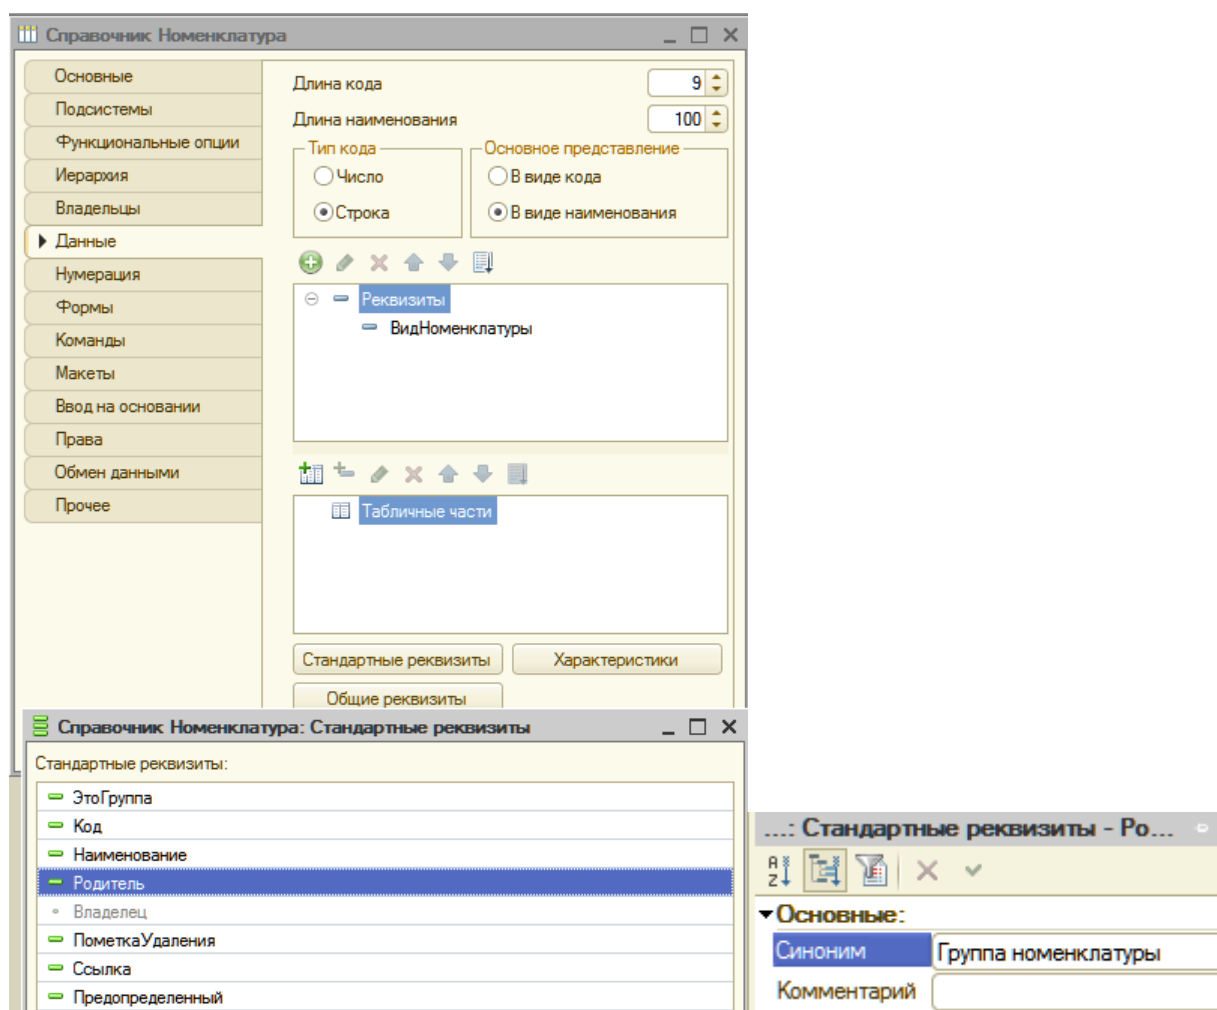 Справочник Номенклатура
Основные
Подсистемы
Функциональные опции
Иерархия
Владельцы
Данные
Нумерация
Формы
Команды
Макеты
Ввод на основании
Права
Обмен данными
Прочее
Длина кода 9
Длина наименования 100
Тип кода
Число
Строка
Основное представление
В виде кода
В виде наименования
Реквизиты
ВидНоменклатуры
Табличные части
Стандартные реквизиты Характеристики
Общие реквизиты
Справочник Номенклатура: Стандартные реквизиты
Стандартные реквизиты:
ЭтоГруппа
Код
Наименование
Родитель
Владелец
ПометкаУдаления
Ссылка
Предопределенный
...: Стандартные реквизиты - Ро...
Основные:
Синоним Группа номенклатуры
Комментарий